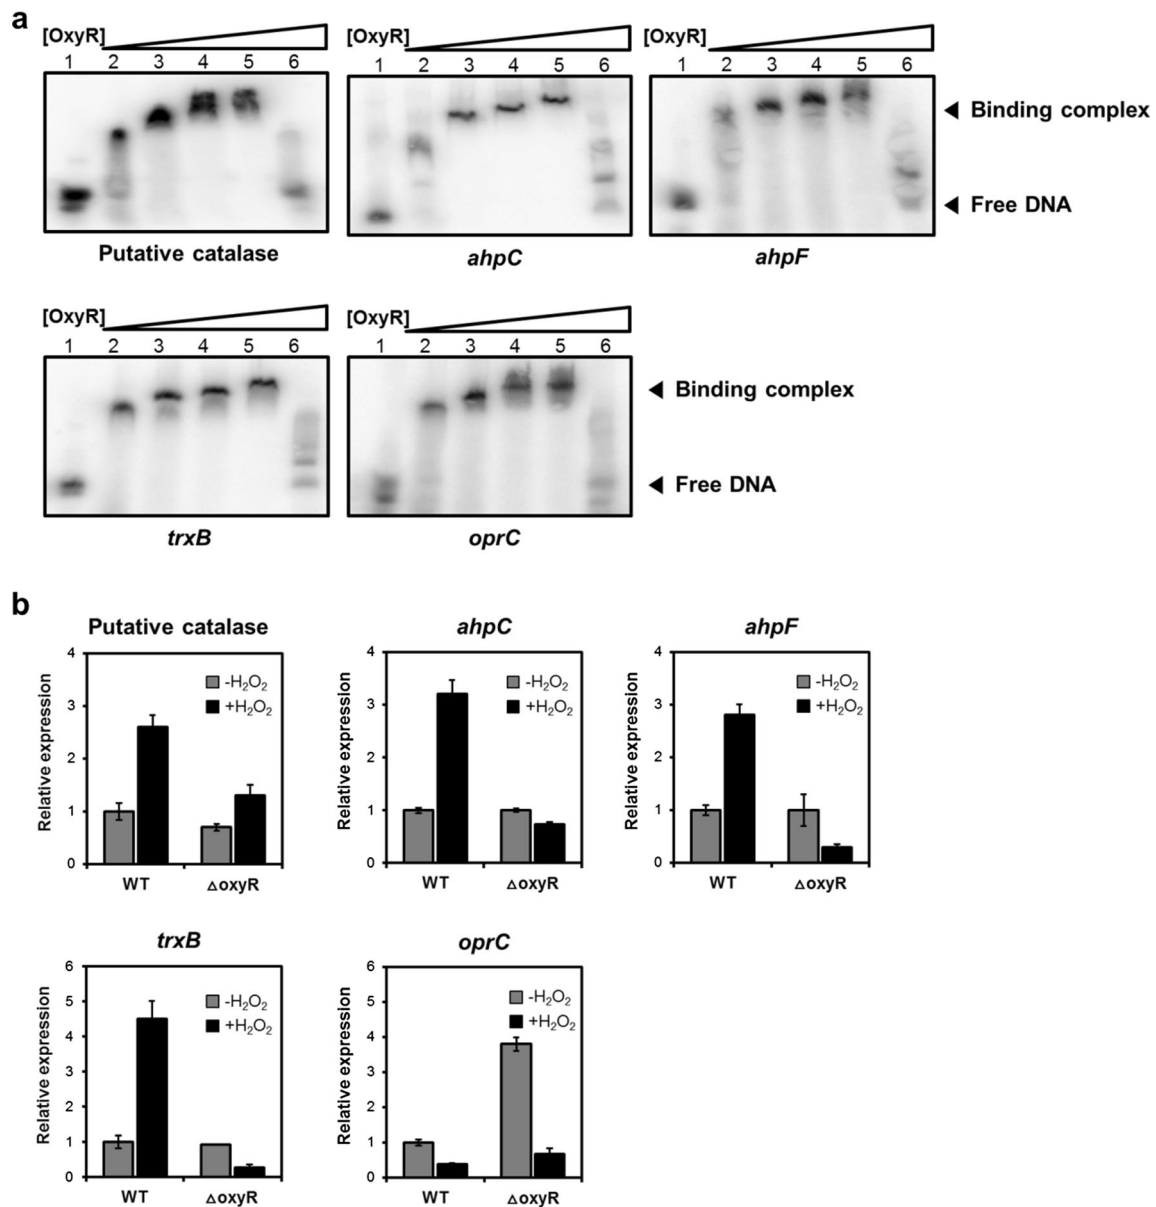 a
[OxyR] [OxyR] [OxyR]
1 2 3 4 5 6 1 2 3 4 5 6 1 2 3 4 5 6
Binding complex
Free DNA
Putative catalase ahpC ahpF
[OxyR] [OxyR]
1 2 3 4 5 6 1 2 3 4 5 6
Binding complex
Free DNA
trxB oprC
b
Putative catalase
Relative expression
4
3
2
1
0
-H₂O₂
+H₂O₂
WT △oxyR
ahpC
Relative expression
4
3
2
1
0
-H₂O₂
+H₂O₂
WT △oxyR
ahpF
Relative expression
4
3
2
1
0
-H₂O₂
+H₂O₂
WT △oxyR
trxB
Relative expression
6
5
4
3
2
1
0
-H₂O₂
+H₂O₂
WT △oxyR
oprC
Relative expression
6
5
4
3
2
1
0
-H₂O₂
+H₂O₂
WT △oxyR